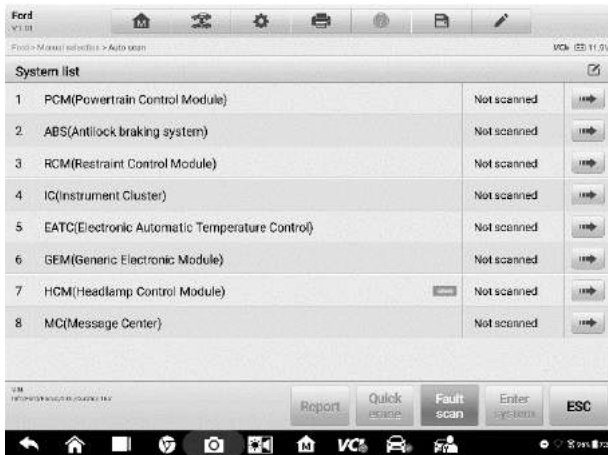 Ford
Ford > Manual selection > Auto scan
System list
1 PCM(Powertrain Control Module) Not scanned
2 ABS(Antilock braking system) Not scanned
3 RCM(Restraint Control Module) Not scanned
4 IC(Instrument Cluster) Not scanned
5 EATC(Electronic Automatic Temperature Control) Not scanned
6 GEM(Generic Electronic Module) Not scanned
7 HCM(Headlamp Control Module) Not scanned
8 MC(Message Center) Not scanned
Report Quick erase Fault scan Enter system ESC